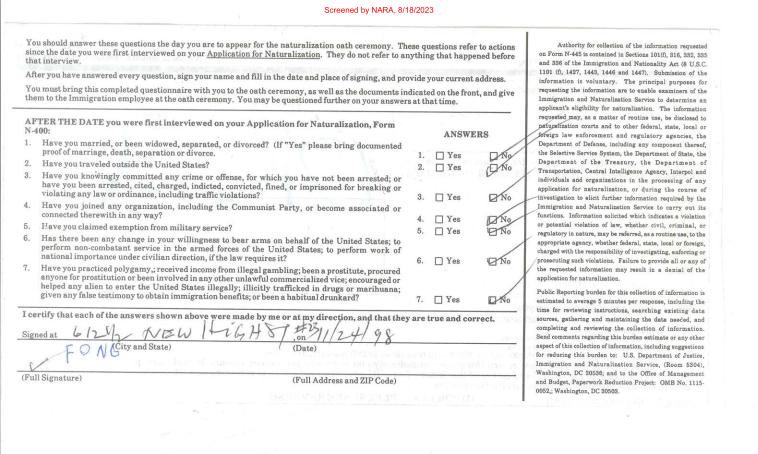 Screened by NARA, 8/18/2023
You should answer these questions the day you are to appear for the naturalization oath ceremony. These questions refer to actions
since the date you were first interviewed on your Application for Naturalization. They do not refer to anything that happened before
that interview.
After you have answered every question, sign your name and fill in the date and place of signing, and provide your current address.
You must bring this completed questionnaire with you to the oath ceremony, as well as the documents indicated on the front, and give
them to the Immigration employee at the oath ceremony. You may be questioned further on your answers at that time.
AFTER THE DATE you were first interviewed on your Application for Naturalization, Form
N-400:
ANSWERS
1. Have you married, or been widowed, separated, or divorced? (If "Yes" please bring documented
proof of marriage, death, separation or divorce.
1. Yes No
2. Have you traveled outside the United States?
2. Yes No
3. Have you knowingly committed any crime or offense, for which you have not been arrested; or
have you been arrested, cited, charged, indicted, convicted, fined, or imprisoned for breaking or
violating any law or ordinance, including traffic violations?
3. Yes No
4. Have you joined any organization, including the Communist Party, or become associated or
connected therewith in any way?
4. Yes No
5. Have you claimed exemption from military service?
5. Yes No
6. Has there been any change in your willingness to bear arms on behalf of the United States; to
perform non-combatant service in the armed forces of the United States; to perform work of
national importance under civilian direction, if the law requires it?
6. Yes No
7. Have you practiced polygamy; received income from illegal gambling; been a prostitute, procured
anyone for prostitution or been involved in any other unlawful commercialized vice; encouraged or
helped any alien to enter the United States illegally; illicitly trafficked in drugs or marihuana;
given any false testimony to obtain immigration benefits; or been a habitual drunkard?
7. Yes No
I certify that each of the answers shown above were made by me or at my direction, and that they are true and correct.
Signed at 612½ NEW HIGH ST #23, on 11/24/98
FONG (City and State) (Date)
(Full Signature) (Full Address and ZIP Code)
Authority for collection of the information requested
on Form N-445 is contained in Sections 101(f), 316, 332, 335
and 336 of the Immigration and Nationality Act (8 U.S.C.
1101 (f), 1427, 1443, 1446 and 1447). Submission of the
information is voluntary. The principal purposes for
requesting the information are to enable examiners of the
Immigration and Naturalization Service to determine an
applicant's eligibility for naturalization. The information
requested may, as a matter of routine use, be disclosed to
naturalization courts and to other federal, state, local or
foreign law enforcement and regulatory agencies, the
Department of Defense, including any component thereof,
the Selective Service System, the Department of State, the
Department of the Treasury, the Department of
Transportation, Central Intelligence Agency, Interpol and
individuals and organizations in the processing of any
application for naturalization, or during the course of
investigation to elicit further information required by the
Immigration and Naturalization Service to carry out its
functions. Information solicited which indicates a violation
or potential violation of law, whether civil, criminal, or
regulatory in nature, may be referred, as a routine use, to the
appropriate agency, whether federal, state, local or foreign,
charged with the responsibility of investigating, enforcing or
prosecuting such violations. Failure to provide all or any of
the requested information may result in a denial of the
application for naturalization.
Public Reporting burden for this collection of information is
estimated to average 5 minutes per response, including the
time for reviewing instructions, searching existing data
sources, gathering and maintaining the data needed, and
completing and reviewing the collection of information.
Send comments regarding this burden estimate or any other
aspect of this collection of information, including suggestions
for reducing this burden to: U.S. Department of Justice,
Immigration and Naturalization Service, (Room 5304),
Washington, DC 20536; and to the Office of Management
and Budget, Paperwork Reduction Project: OMB No. 1115-
0052; Washington, DC 20503.